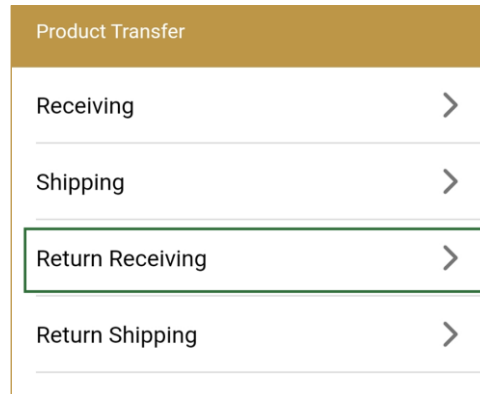 Product Transfer
Receiving
Shipping
Return Receiving
Return Shipping